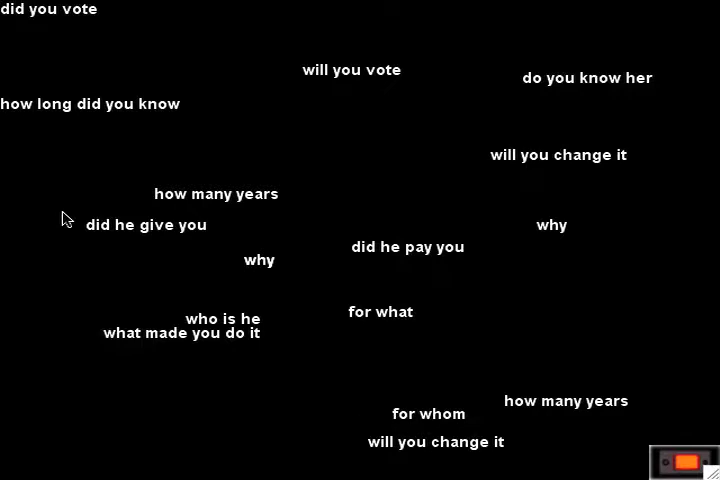 did you vote
will you vote
do you know her
how long did you know
will you change it
how many years
did he give you
why
did he pay you
why
for what
who is he
what made you do it
how many years
for whom
will you change it